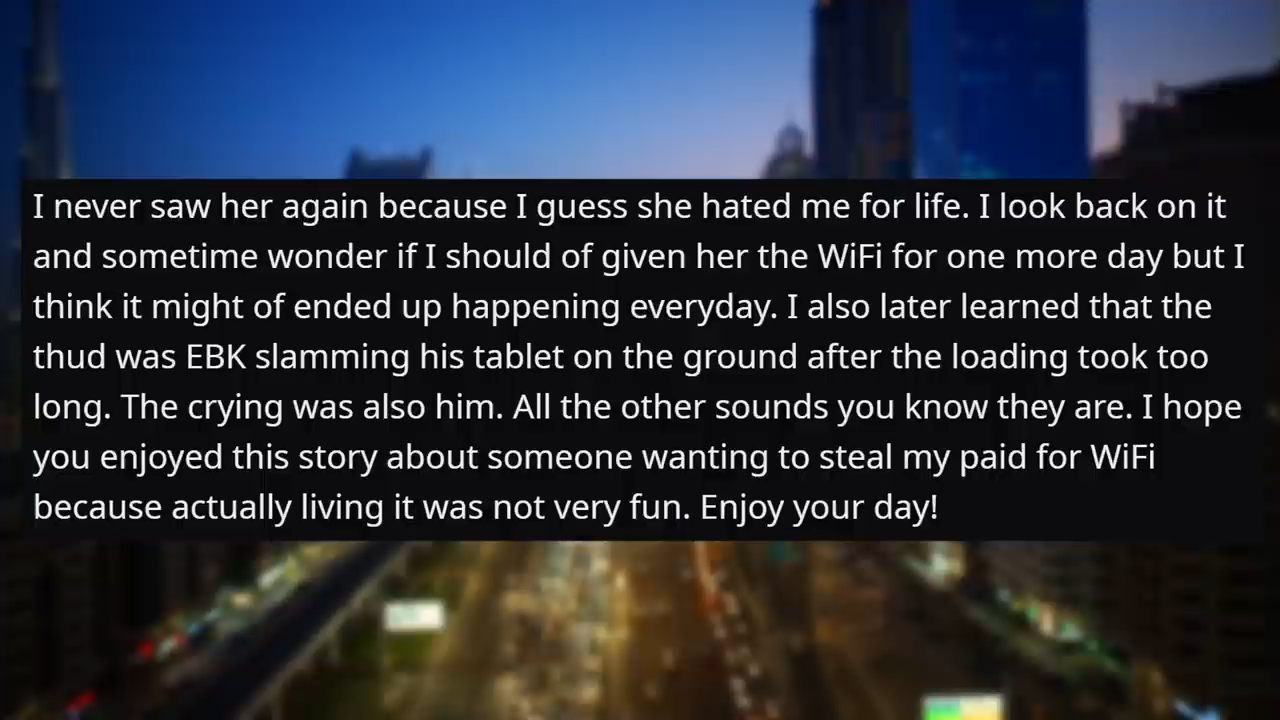 I never saw her again because I guess she hated me for life. I look back on it
and sometime wonder if I should of given her the WiFi for one more day but I
think it might of ended up happening everyday. I also later learned that the
thud was EBK slamming his tablet on the ground after the loading took too
long. The crying was also him. All the other sounds you know they are. I hope
you enjoyed this story about someone wanting to steal my paid for WiFi
because actually living it was not very fun. Enjoy your day!